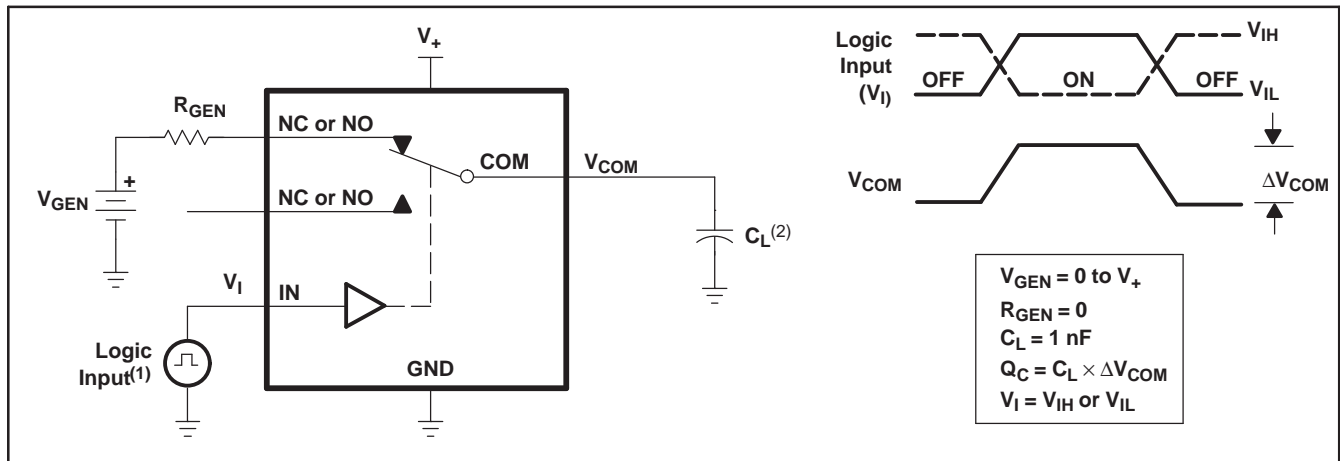 V+
RGEN
NC or NO
COM
VCOM
+
VGEN
NC or NO
CL(2)
VI
IN
Logic
Input(1)
GND
Logic
Input
(VI)
OFF
ON
OFF
VIH
VIL
VCOM
ΔVCOM
VGEN = 0 to V+
RGEN = 0
CL = 1 nF
QC = CL × ΔVCOM
VI = VIH or VIL